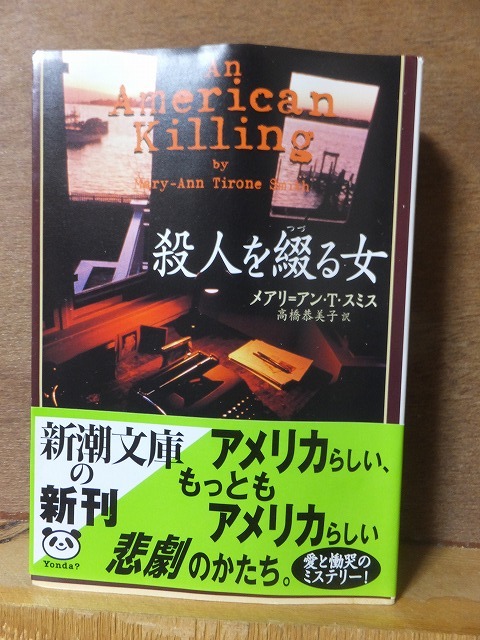 An
American
Killing
by
Mary-Ann Tirone Smith
殺人を綴る女
つづ
メアリ=アン・T・スミス
高橋恭美子 訳
新潮文庫
の
新刊
Yonda?
アメリカらしい、
もっとも
アメリカらしい
悲劇のかたち。
愛と慟哭の
ミステリー!